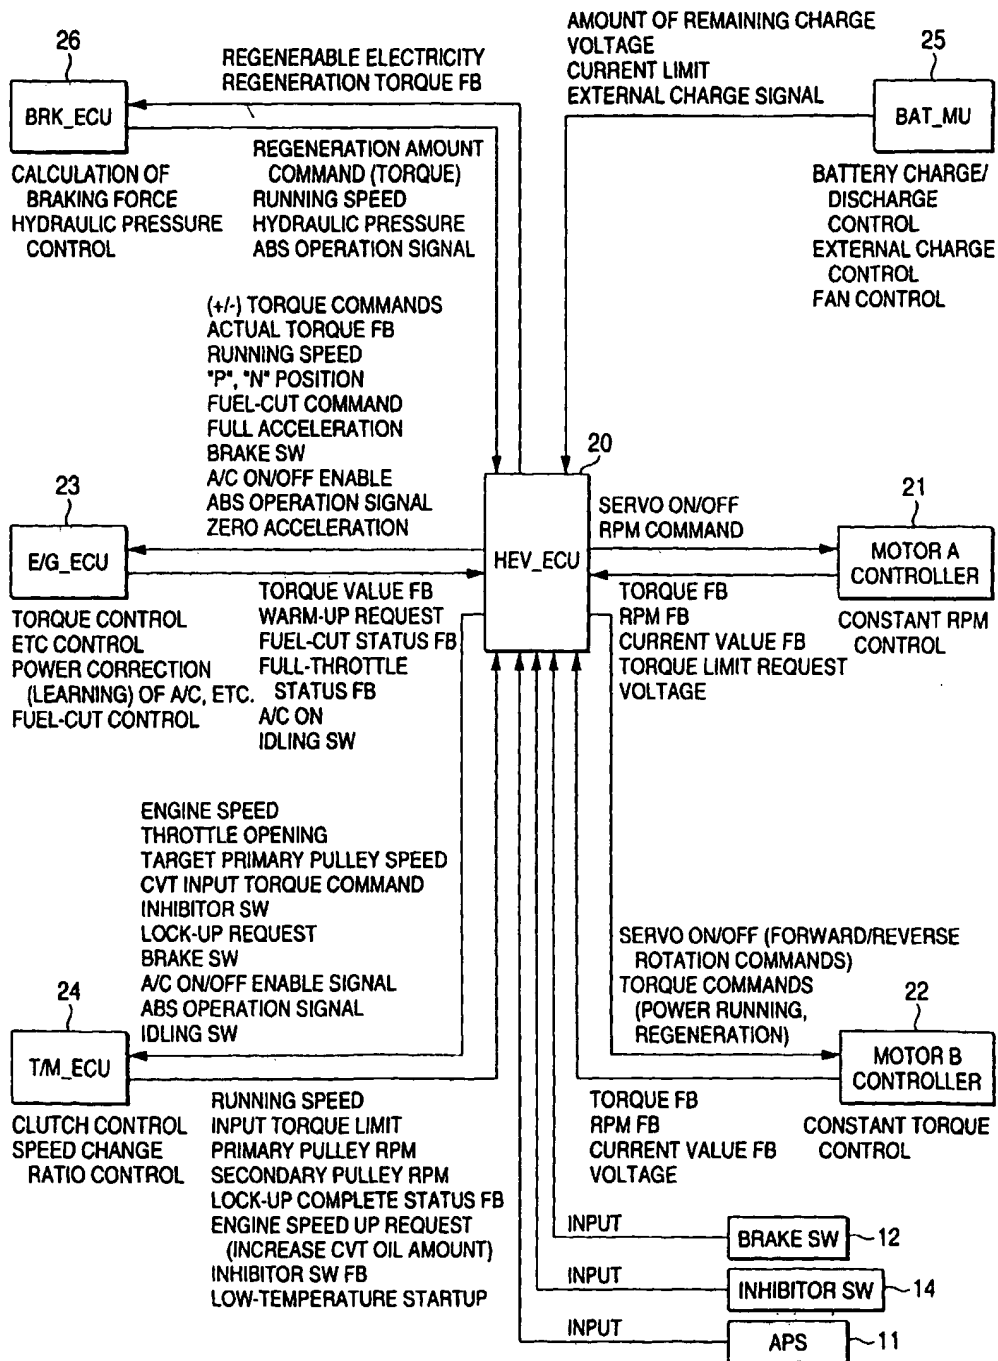 26
BRK_ECU
CALCULATION OF
BRAKING FORCE
HYDRAULIC PRESSURE
CONTROL
REGENERABLE ELECTRICITY
REGENERATION TORQUE FB
REGENERATION AMOUNT
COMMAND (TORQUE)
RUNNING SPEED
HYDRAULIC PRESSURE
ABS OPERATION SIGNAL
AMOUNT OF REMAINING CHARGE
VOLTAGE
CURRENT LIMIT
EXTERNAL CHARGE SIGNAL
25
BAT_MU
BATTERY CHARGE/
DISCHARGE
CONTROL
EXTERNAL CHARGE
CONTROL
FAN CONTROL
(+/-) TORQUE COMMANDS
ACTUAL TORQUE FB
RUNNING SPEED
"P", "N" POSITION
FUEL-CUT COMMAND
FULL ACCELERATION
BRAKE SW
A/C ON/OFF ENABLE
ABS OPERATION SIGNAL
ZERO ACCELERATION
23
E/G_ECU
TORQUE CONTROL
ETC CONTROL
POWER CORRECTION
(LEARNING) OF A/C, ETC.
FUEL-CUT CONTROL
TORQUE VALUE FB
WARM-UP REQUEST
FUEL-CUT STATUS FB
FULL-THROTTLE
STATUS FB
A/C ON
IDLING SW
20
HEV_ECU
SERVO ON/OFF
RPM COMMAND
21
MOTOR A
CONTROLLER
CONSTANT RPM
CONTROL
TORQUE FB
RPM FB
CURRENT VALUE FB
TORQUE LIMIT REQUEST
VOLTAGE
ENGINE SPEED
THROTTLE OPENING
TARGET PRIMARY PULLEY SPEED
CVT INPUT TORQUE COMMAND
INHIBITOR SW
LOCK-UP REQUEST
BRAKE SW
A/C ON/OFF ENABLE SIGNAL
ABS OPERATION SIGNAL
IDLING SW
24
T/M_ECU
CLUTCH CONTROL
SPEED CHANGE
RATIO CONTROL
RUNNING SPEED
INPUT TORQUE LIMIT
PRIMARY PULLEY RPM
SECONDARY PULLEY RPM
LOCK-UP COMPLETE STATUS FB
ENGINE SPEED UP REQUEST
(INCREASE CVT OIL AMOUNT)
INHIBITOR SW FB
LOW-TEMPERATURE STARTUP
SERVO ON/OFF (FORWARD/REVERSE
ROTATION COMMANDS)
TORQUE COMMANDS
(POWER RUNNING,
REGENERATION)
22
MOTOR B
CONTROLLER
CONSTANT TORQUE
CONTROL
TORQUE FB
RPM FB
CURRENT VALUE FB
VOLTAGE
INPUT
BRAKE SW
12
INPUT
INHIBITOR SW
14
INPUT
APS
11